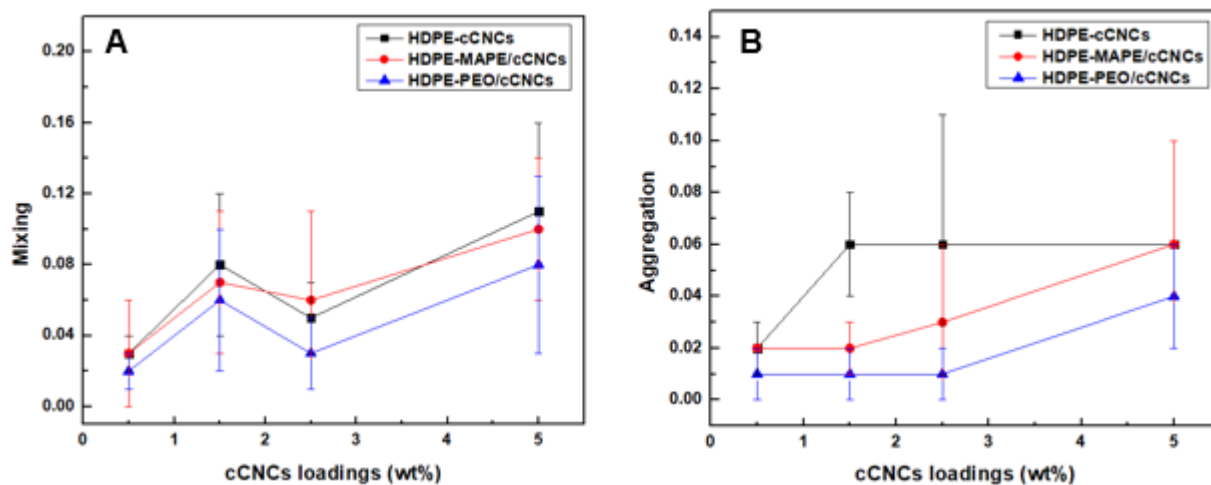 A
HDPE-cCNCs
HDPE-MAPE/cCNCs
HDPE-PEO/cCNCs
0.20
0.16
0.12
0.08
0.04
0.00
Mixing
0 1 2 3 4 5
cCNCs loadings (wt%)
B
HDPE-cCNCs
HDPE-MAPE/cCNCs
HDPE-PEO/cCNCs
0.14
0.12
0.10
0.08
0.06
0.04
0.02
0.00
Aggregation
0 1 2 3 4 5
cCNCs loadings (wt%)